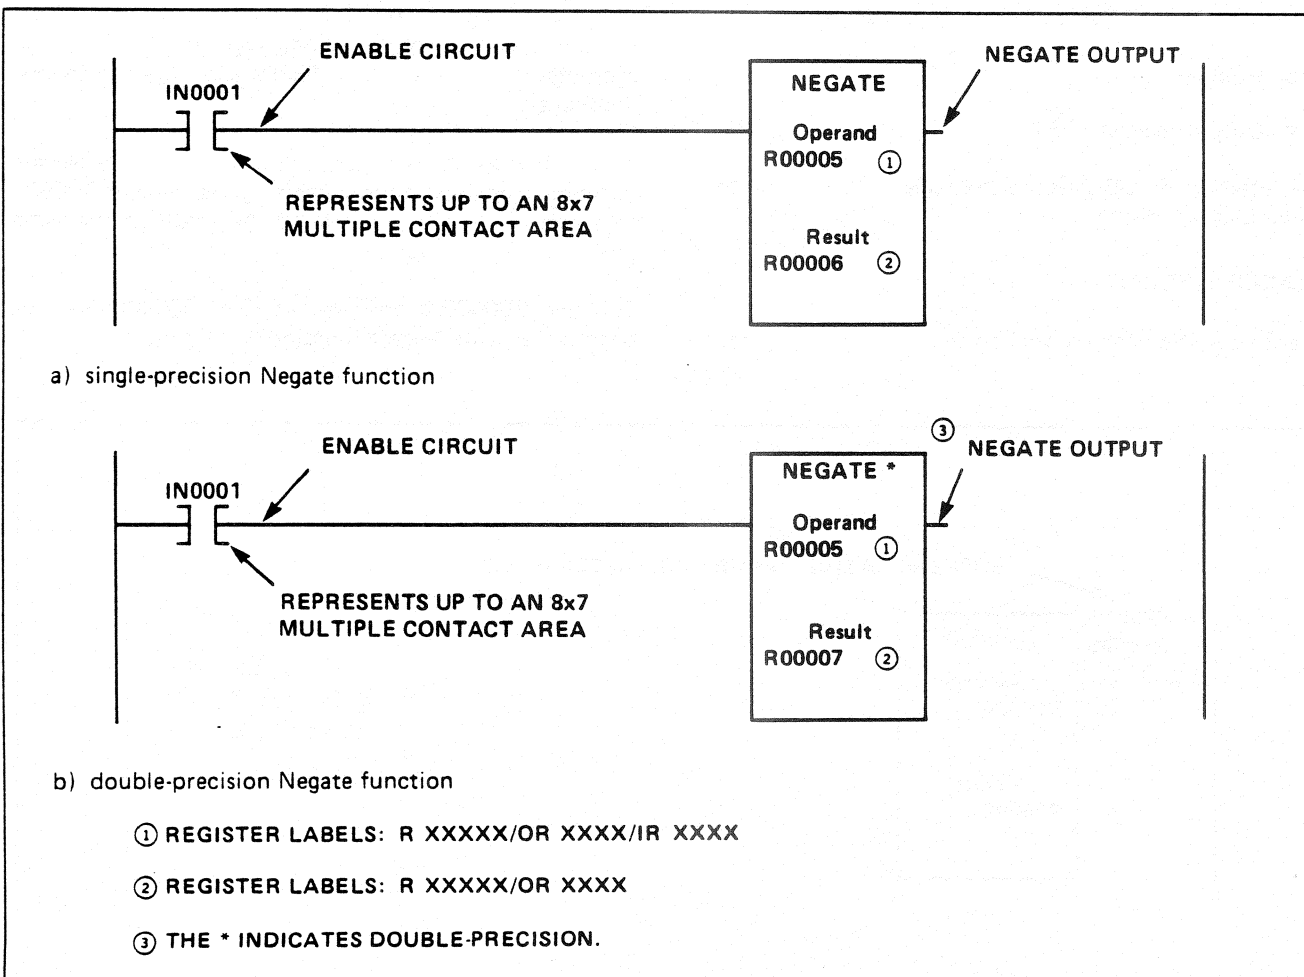 ENABLE CIRCUIT
NEGATE OUTPUT
IN0001
NEGATE
Operand
R00005 ①
REPRESENTS UP TO AN 8x7
MULTIPLE CONTACT AREA
Result
R00006 ②
a) single-precision Negate function
③
ENABLE CIRCUIT
NEGATE OUTPUT
IN0001
NEGATE *
Operand
R00005 ①
REPRESENTS UP TO AN 8x7
MULTIPLE CONTACT AREA
Result
R00007 ②
b) double-precision Negate function
① REGISTER LABELS: R XXXXX/OR XXXX/IR XXXX
② REGISTER LABELS: R XXXXX/OR XXXX
③ THE * INDICATES DOUBLE-PRECISION.